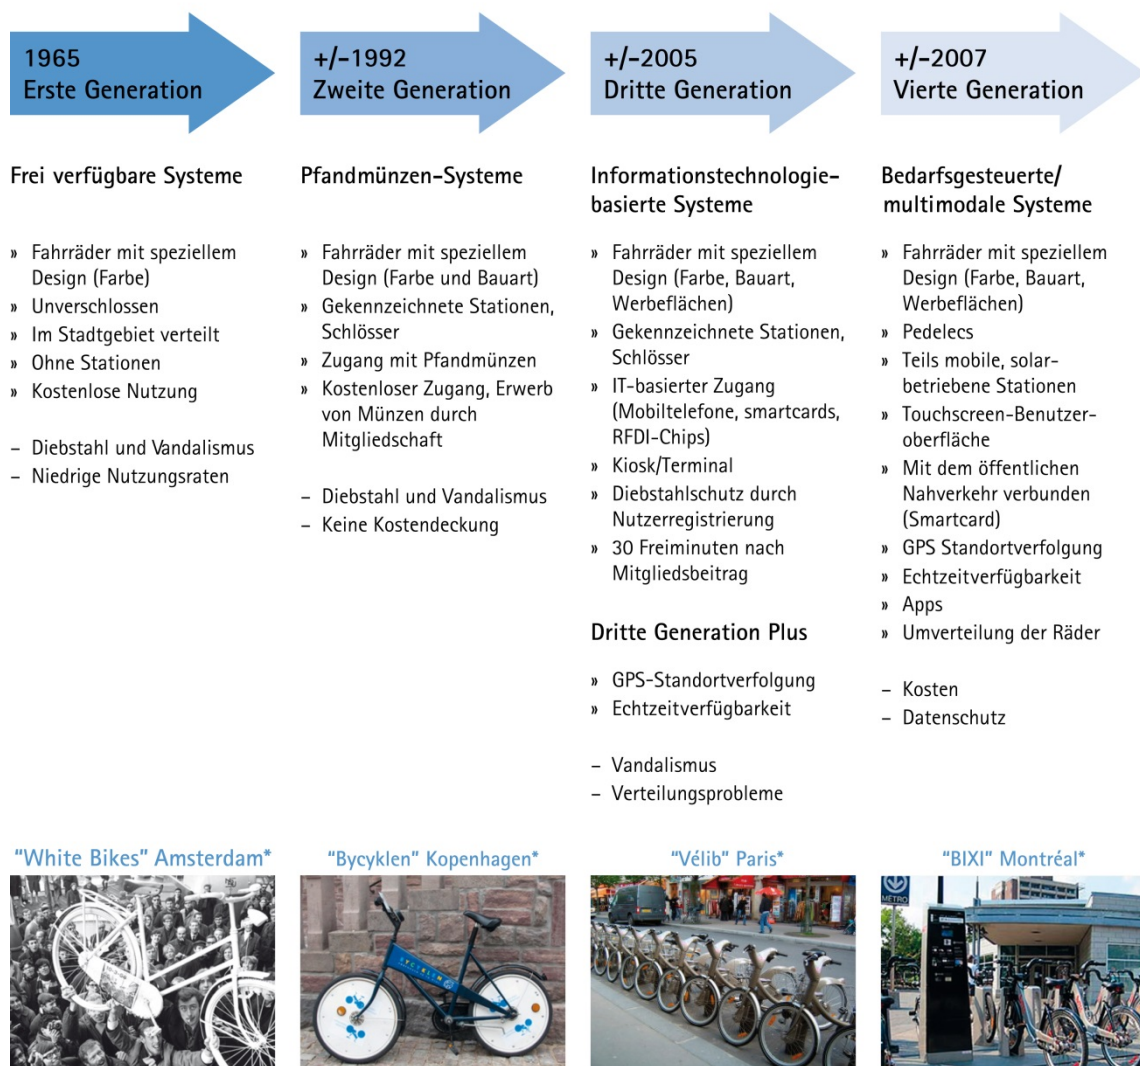 1965
Erste Generation
Frei verfügbare Systeme
» Fahrräder mit speziellem
Design (Farbe)
» Unverschlossen
» Im Stadtgebiet verteilt
» Ohne Stationen
» Kostenlose Nutzung
– Diebstahl und Vandalismus
– Niedrige Nutzungsraten
"White Bikes" Amsterdam*
+/-1992
Zweite Generation
Pfandmünzen-Systeme
» Fahrräder mit speziellem
Design (Farbe und Bauart)
» Gekennzeichnete Stationen,
Schlösser
» Zugang mit Pfandmünzen
» Kostenloser Zugang, Erwerb
von Münzen durch
Mitgliedschaft
– Diebstahl und Vandalismus
– Keine Kostendeckung
"Bycyklen" Kopenhagen*
BYCYKLEN
+/-2005
Dritte Generation
Informationstechnologie-
basierte Systeme
» Fahrräder mit speziellem
Design (Farbe, Bauart,
Werbeflächen)
» Gekennzeichnete Stationen,
Schlösser
» IT-basierter Zugang
(Mobiltelefone, smartcards,
RFDI-Chips)
» Kiosk/Terminal
» Diebstahlschutz durch
Nutzerregistrierung
» 30 Freiminuten nach
Mitgliedsbeitrag
Dritte Generation Plus
» GPS-Standortverfolgung
» Echtzeitverfügbarkeit
– Vandalismus
– Verteilungsprobleme
"Vélib" Paris*
+/-2007
Vierte Generation
Bedarfsgesteuerte/
multimodale Systeme
» Fahrräder mit speziellem
Design (Farbe, Bauart,
Werbeflächen)
» Pedelecs
» Teils mobile, solar-
betriebene Stationen
» Touchscreen-Benutzer-
oberfläche
» Mit dem öffentlichen
Nahverkehr verbunden
(Smartcard)
» GPS Standortverfolgung
» Echtzeitverfügbarkeit
» Apps
» Umverteilung der Räder
– Kosten
– Datenschutz
"BIXI" Montréal*
MÉTRO